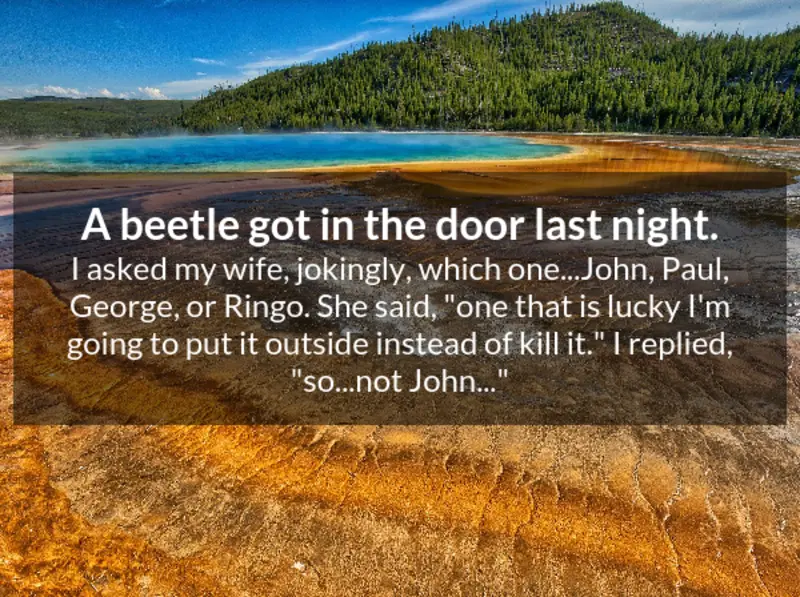 A beetle got in the door last night.
I asked my wife, jokingly, which one...John, Paul,
George, or Ringo. She said, "one that is lucky I'm
going to put it outside instead of kill it." I replied,
"so...not John..."